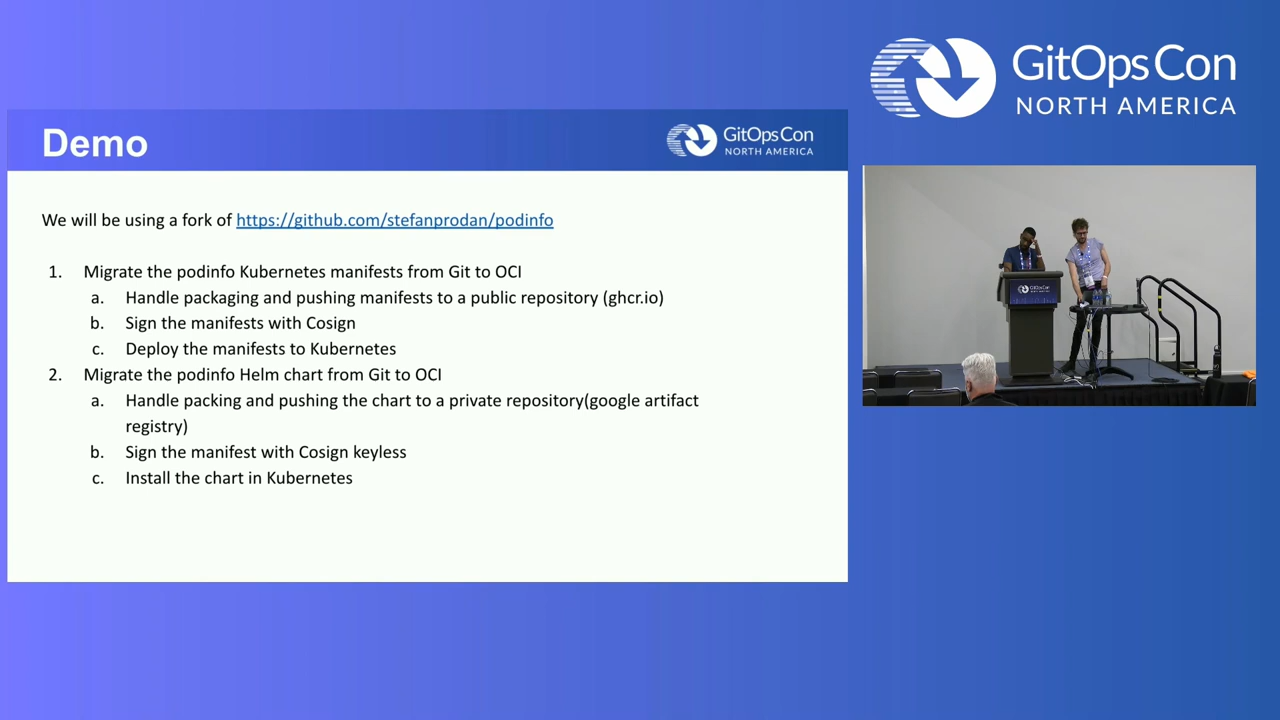 GitOpsCon
NORTH AMERICA
Demo
GitOpsCon
NORTH AMERICA
We will be using a fork of https://github.com/stefanprodan/podinfo
1. Migrate the podinfo Kubernetes manifests from Git to OCI
a. Handle packaging and pushing manifests to a public repository (ghcr.io)
b. Sign the manifests with Cosign
c. Deploy the manifests to Kubernetes
2. Migrate the podinfo Helm chart from Git to OCI
a. Handle packing and pushing the chart to a private repository(google artifact
registry)
b. Sign the manifest with Cosign keyless
c. Install the chart in Kubernetes